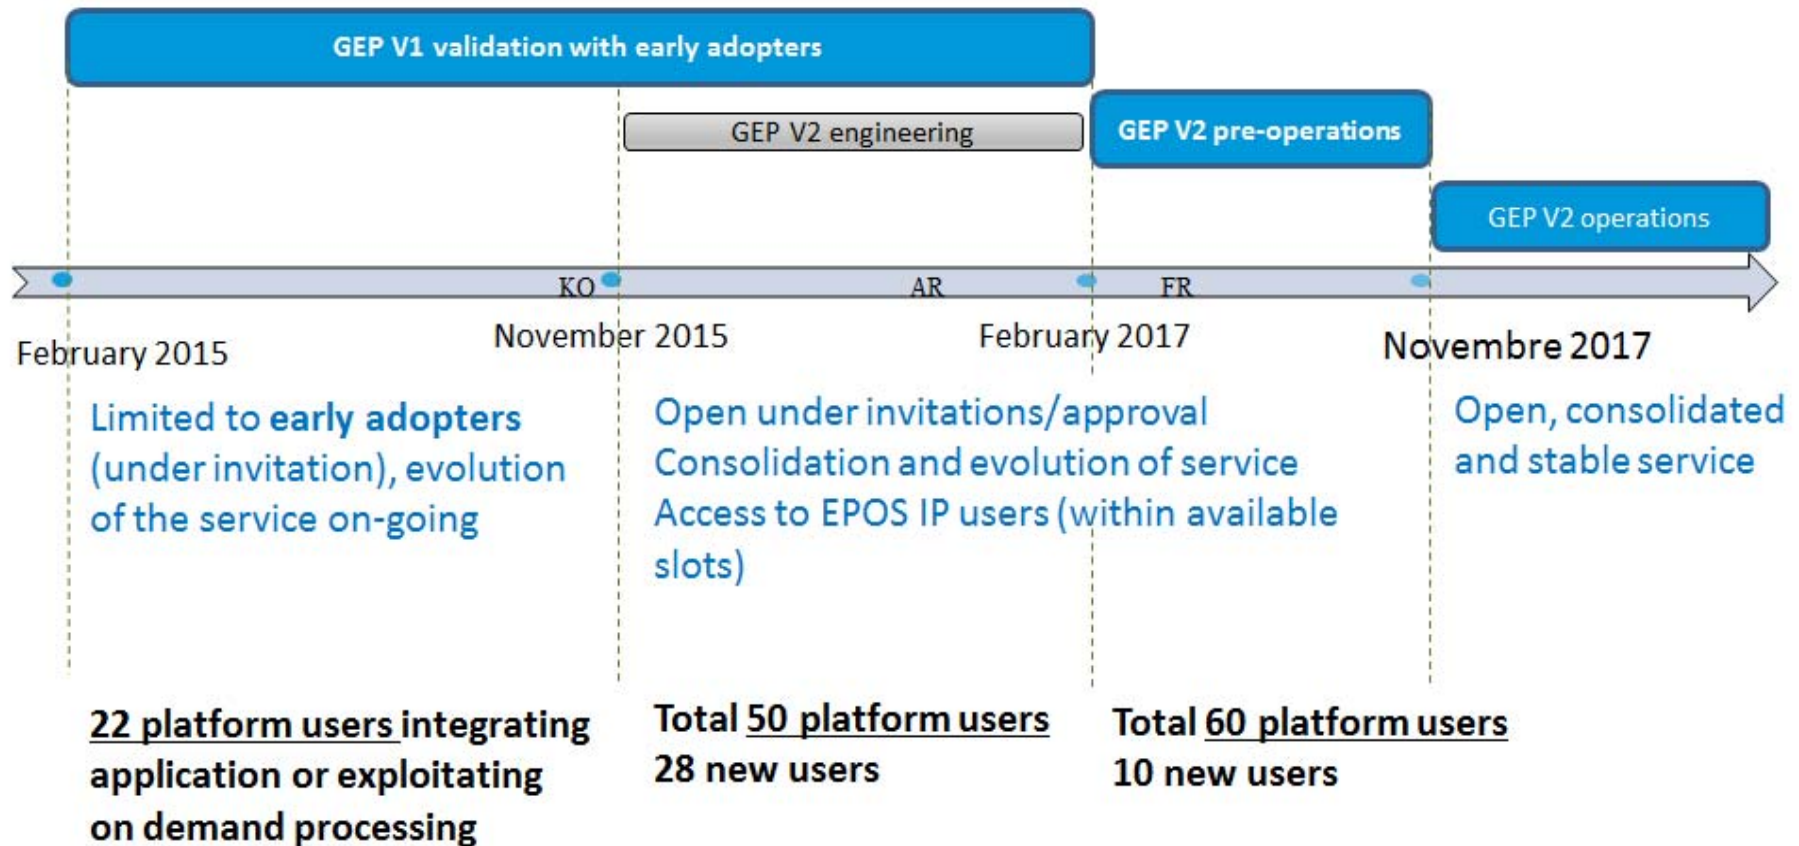 GEP V1 validation with early adopters
GEP V2 engineering
GEP V2 pre-operations
GEP V2 operations
KO
AR
FR
February 2015
November 2015
February 2017
Novembre 2017
Limited to early adopters
(under invitation), evolution
of the service on-going
Open under invitations/approval
Consolidation and evolution of service
Access to EPOS IP users (within available
slots)
Open, consolidated
and stable service
22 platform users integrating
application or exploitating
on demand processing
Total 50 platform users
28 new users
Total 60 platform users
10 new users